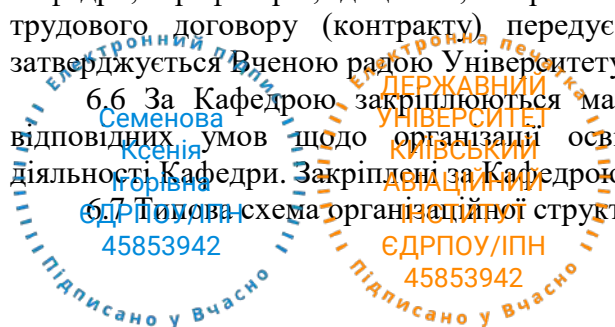 трудового договору (контракту) передує
затверджується Вченою радою Університету
6.6 За Кафедрою закріплюються ма
відповідних умов щодо організації осв
діяльності Кафедри. Закріплені за Кафедрою
6.7 Типова схема організаційної структ
Електронний підпис
Семенова
Ксенія
Ігорівна
ЄДРПОУ/ІПН
45853942
Підписано у Вчасно
Електронна печатка
ДЕРЖАВНИЙ
УНІВЕРСИТЕТ
КИЇВСЬКИЙ
АВІАЦІЙНИЙ
ІНСТИТУТ
ЄДРПОУ/ІПН
45853942
Підписано у Вчасно